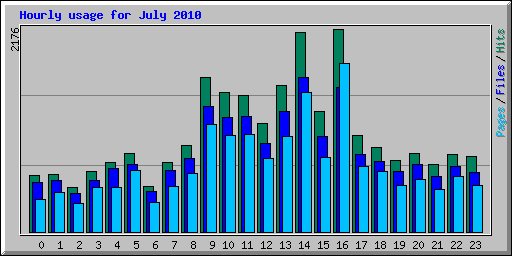 Hourly usage for July 2010
2176
Pages/Files/Hits
0 1 2 3 4 5 6 7 8 9 10 11 12 13 14 15 16 17 18 19 20 21 22 23